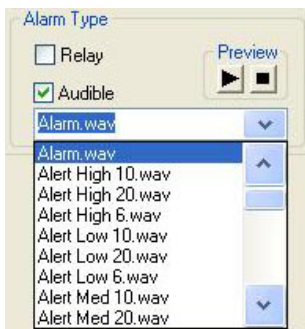 Alarm Type
Relay
Preview
Audible
Alarm.wav
Alarm.wav
Alert High 10.wav
Alert High 20.wav
Alert High 6.wav
Alert Low 10.wav
Alert Low 20.wav
Alert Low 6.wav
Alert Med 10.wav
Alert Med 20.wav